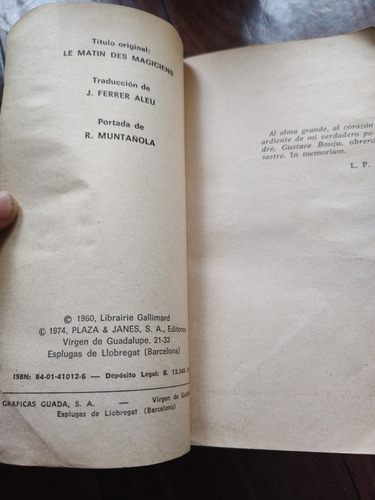 Título original:
LE MATIN DES MAGICIENS
Traducción de
J. FERRER ALEU
Portada de
R. MUNTAÑOLA
© 1960, Librairie Gallimard
© 1974, PLAZA & JANES, S. A., Editores
Virgen de Guadalupe, 21-33
Esplugas de Llobregat (Barcelona)
ISBN: 84-01-41012-6 — Depósito Legal: B. 12.345
GRAFICAS GUADA, S. A. — Virgen de
Esplugas de Llobregat (Barcelona)
Al alma grande, al corazón
ardiente de mi verdadero pa-
dre, Gustave Bouju, obrero
sastre. In memoriam.
L. P.